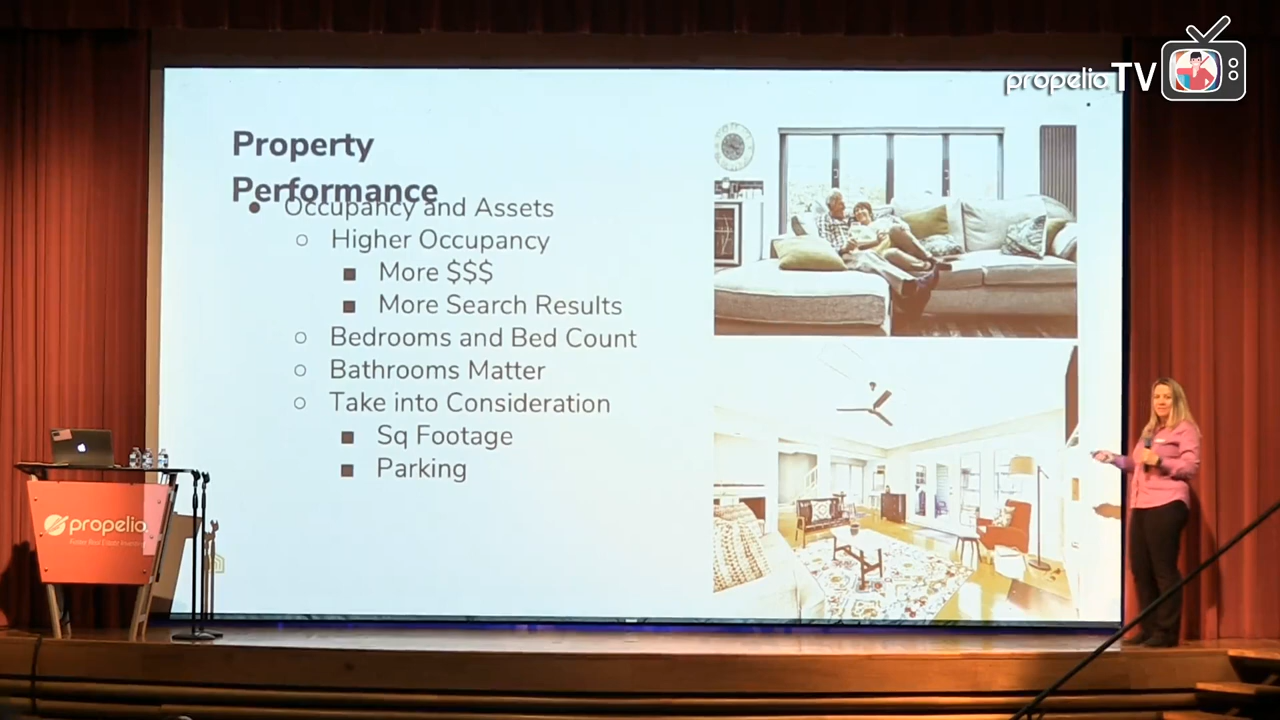 propelio TV
Property
Performance
Occupancy and Assets
Higher Occupancy
More $$$
More Search Results
Bedrooms and Bed Count
Bathrooms Matter
Take into Consideration
Sq Footage
Parking
propelio